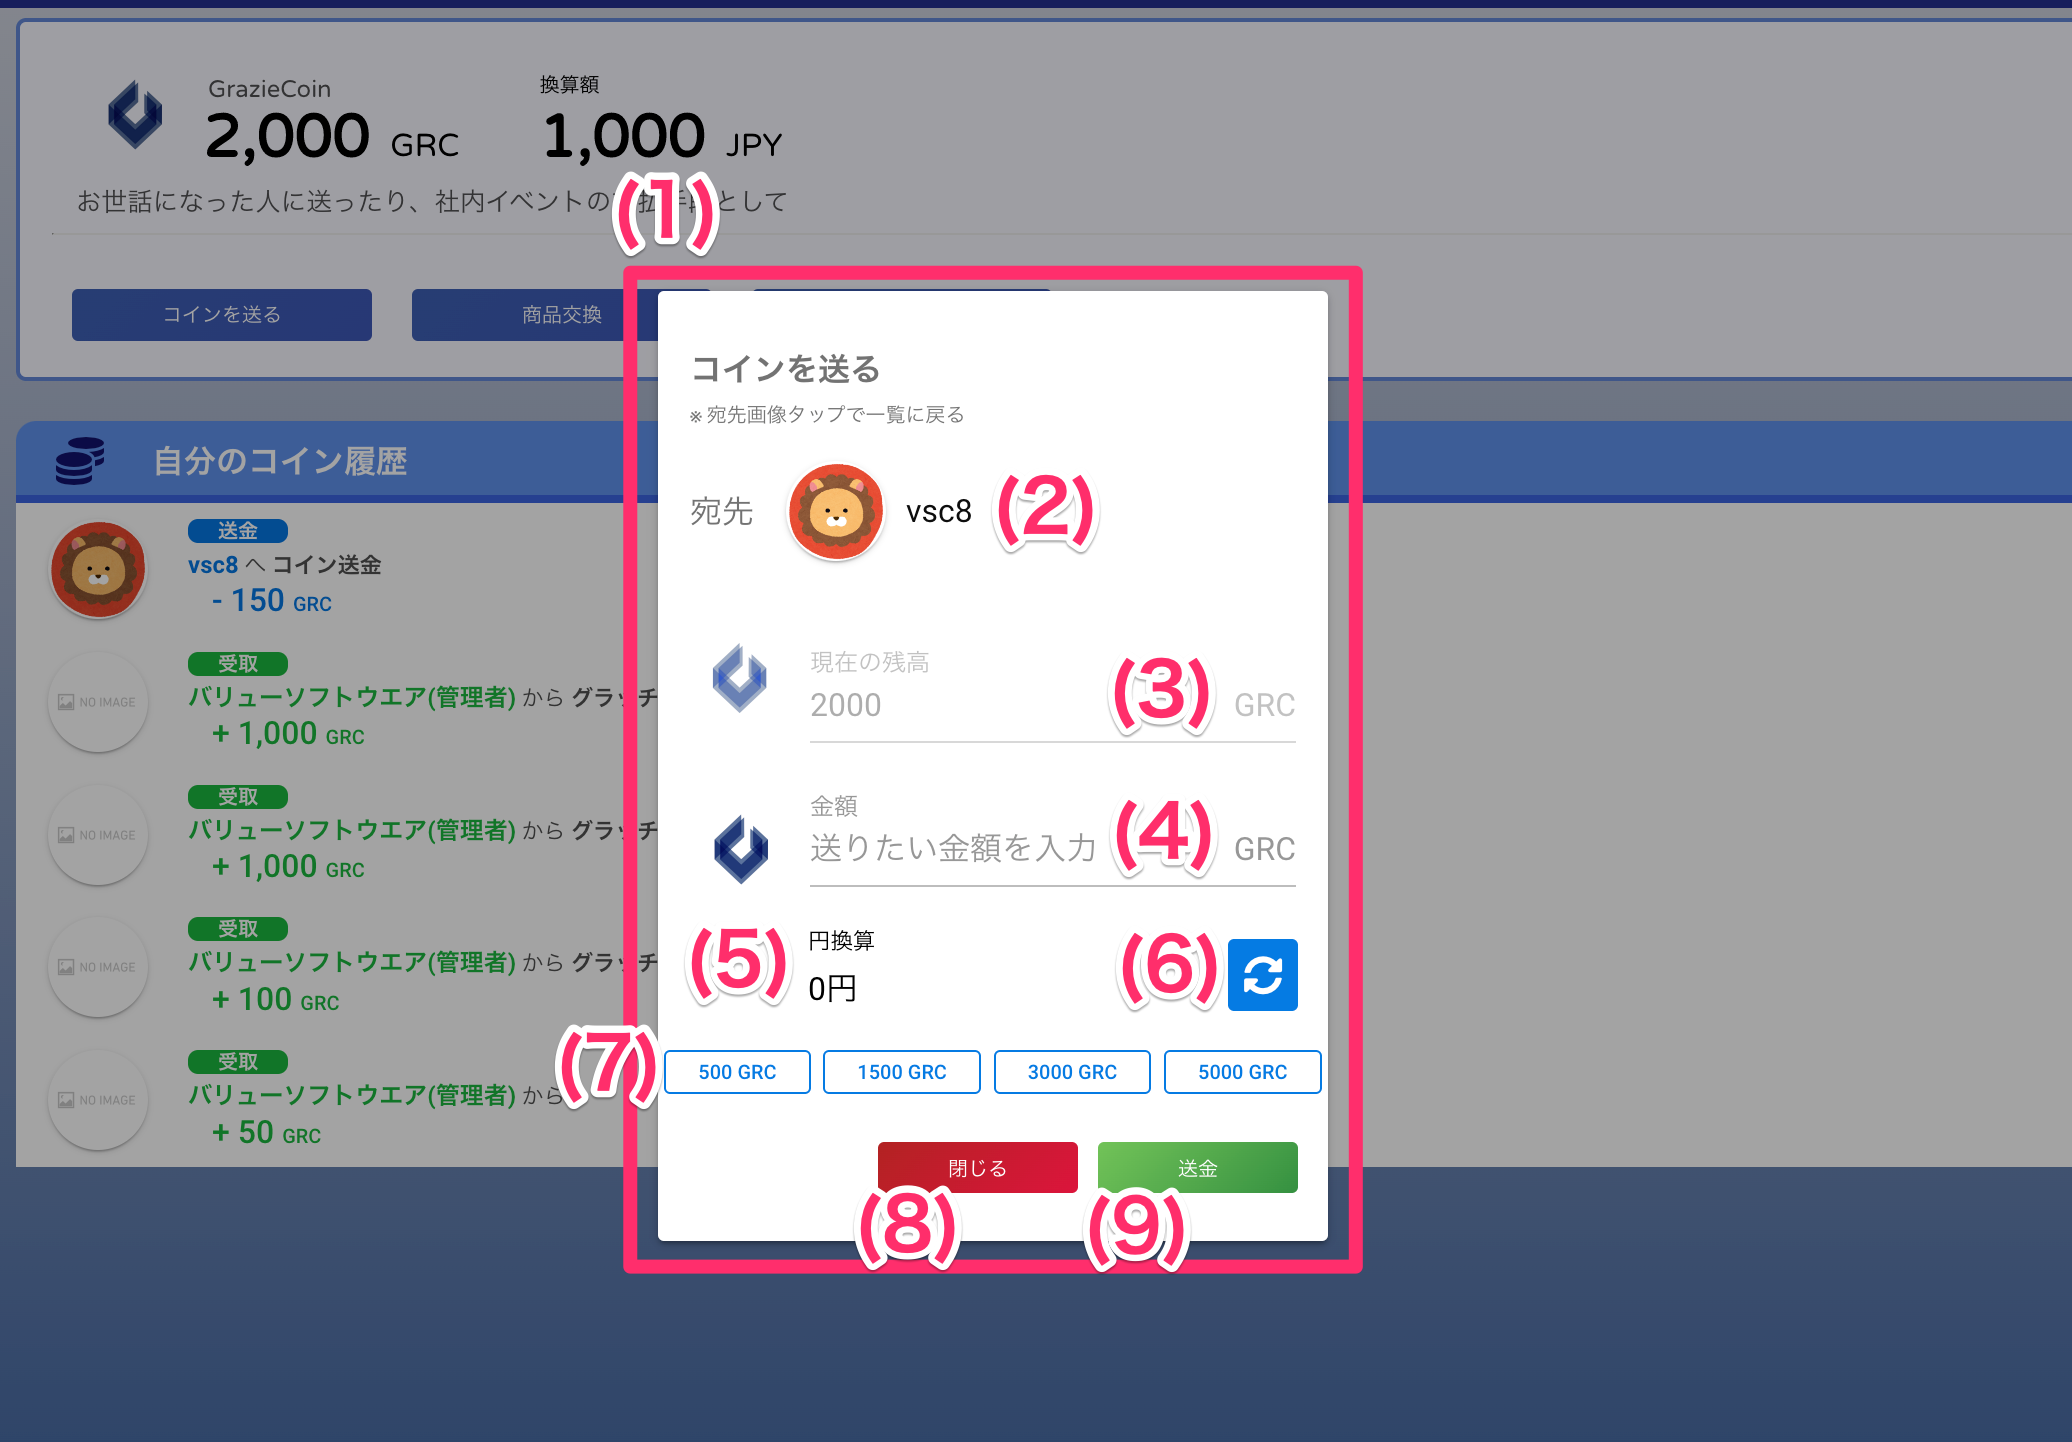 GrazieCoin
2,000 GRC
換算額
1,000 JPY
お世話になった人に送ったり、社内イベントの
として
(1)
コインを送る
商品交換
自分のコイン履歴
送金
vsc8 へ コイン送金
- 150 GRC
NO IMAGE
受取
バリューソフトウエア(管理者) から グラッチ
+ 1,000 GRC
NO IMAGE
受取
バリューソフトウエア(管理者) から グラッチ
+ 1,000 GRC
NO IMAGE
受取
バリューソフトウエア(管理者) から グラッチ
+ 100 GRC
NO IMAGE
受取
バリューソフトウエア(管理者) から
+ 50 GRC
コインを送る
※ 宛先画像タップで一覧に戻る
宛先 vsc8 (2)
現在の残高
2000 (3) GRC
金額
送りたい金額を入力 (4) GRC
(5) 円換算 (6)
0円
(7) 500 GRC 1500 GRC 3000 GRC 5000 GRC
閉じる 送金
(8) (9)